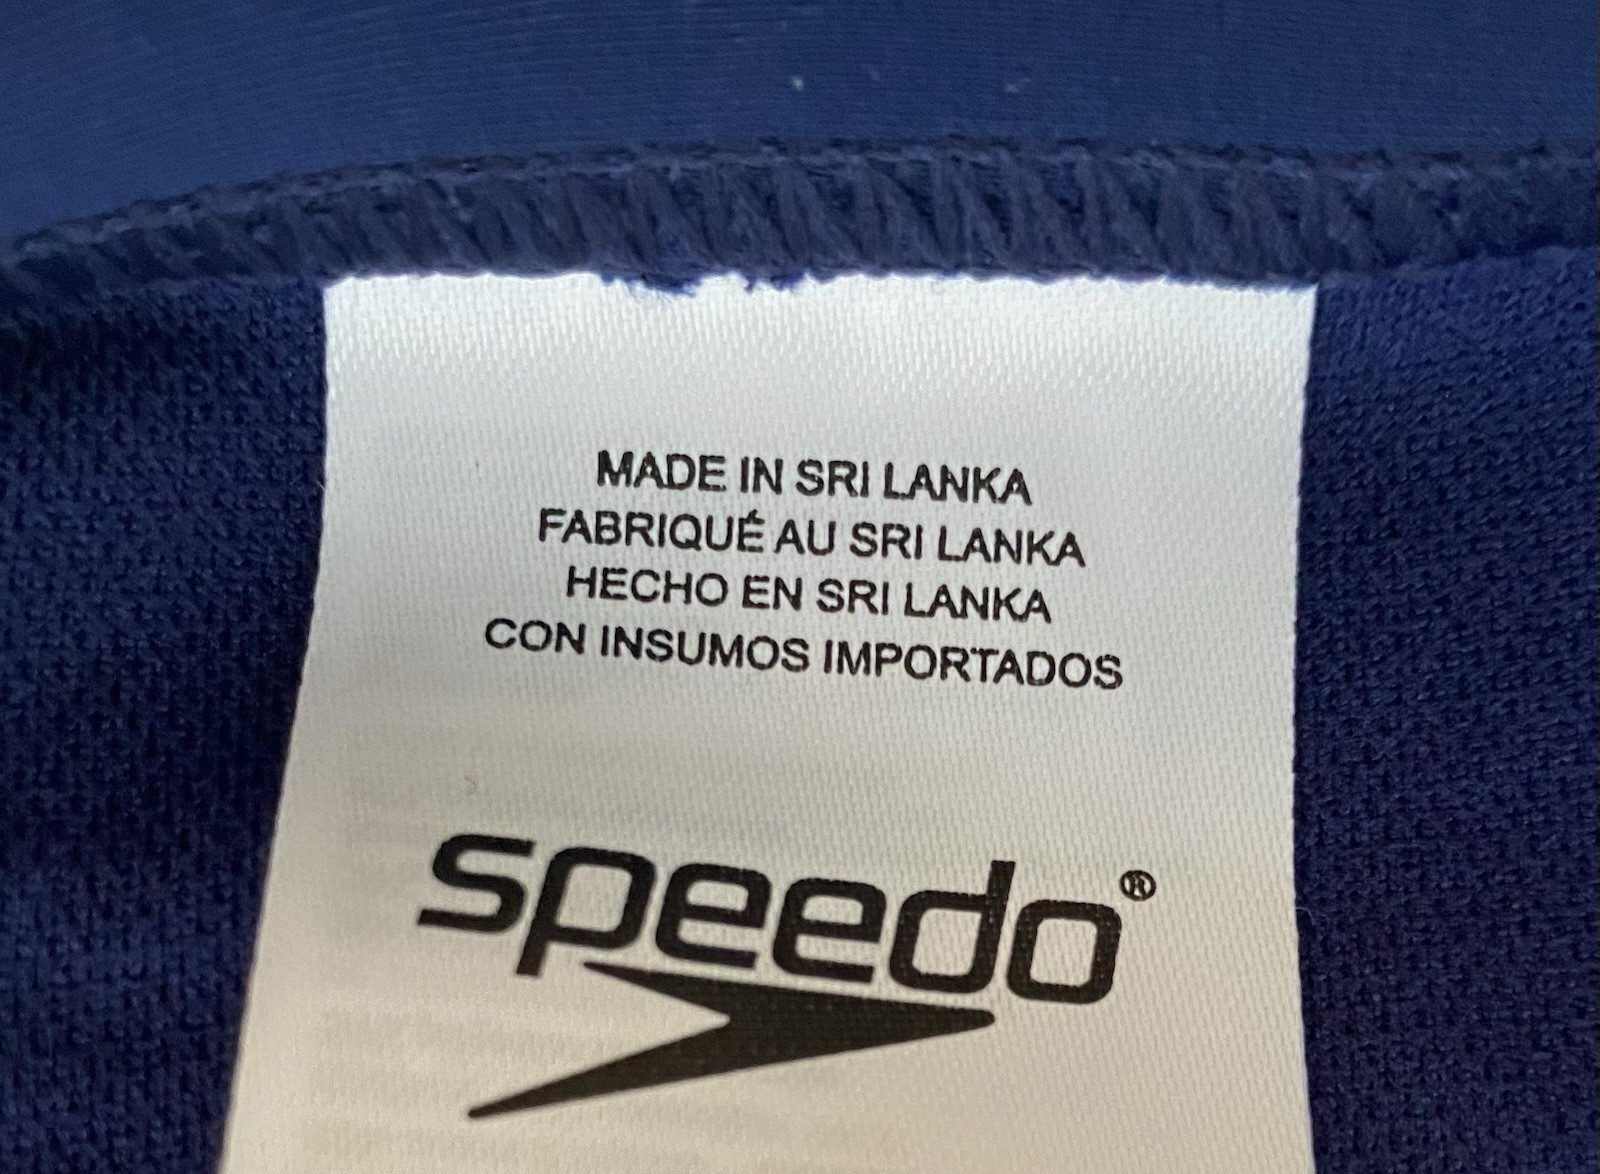 MADE IN SRI LANKA
FABRIQUÉ AU SRI LANKA
HECHO EN SRI LANKA
CON INSUMOS IMPORTADOS
speedo®